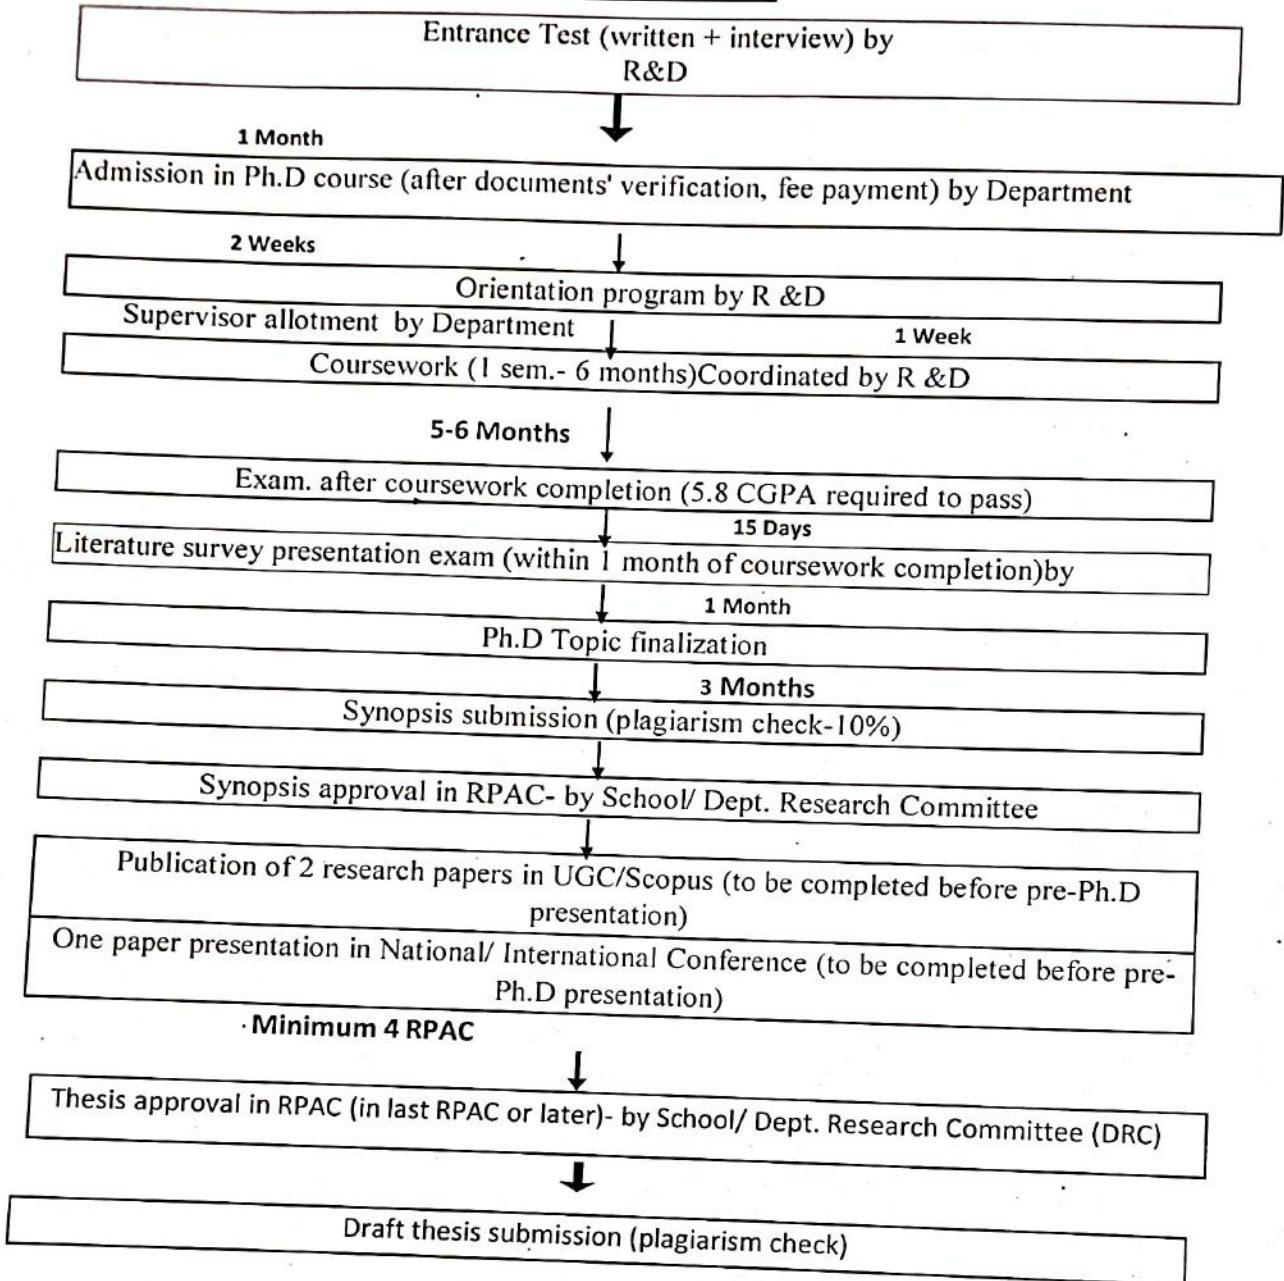 Entrance Test (written + interview) by
R&D
1 Month
Admission in Ph.D course (after documents' verification, fee payment) by Department
2 Weeks
Orientation program by R &D
Supervisor allotment by Department
1 Week
Coursework (1 sem.- 6 months)Coordinated by R &D
5-6 Months
Exam. after coursework completion (5.8 CGPA required to pass)
15 Days
Literature survey presentation exam (within 1 month of coursework completion)by
1 Month
Ph.D Topic finalization
3 Months
Synopsis submission (plagiarism check-10%)
Synopsis approval in RPAC- by School/ Dept. Research Committee
Publication of 2 research papers in UGC/Scopus (to be completed before pre-Ph.D
presentation)
One paper presentation in National/ International Conference (to be completed before pre-
Ph.D presentation)
Minimum 4 RPAC
Thesis approval in RPAC (in last RPAC or later)- by School/ Dept. Research Committee (DRC)
Draft thesis submission (plagiarism check)